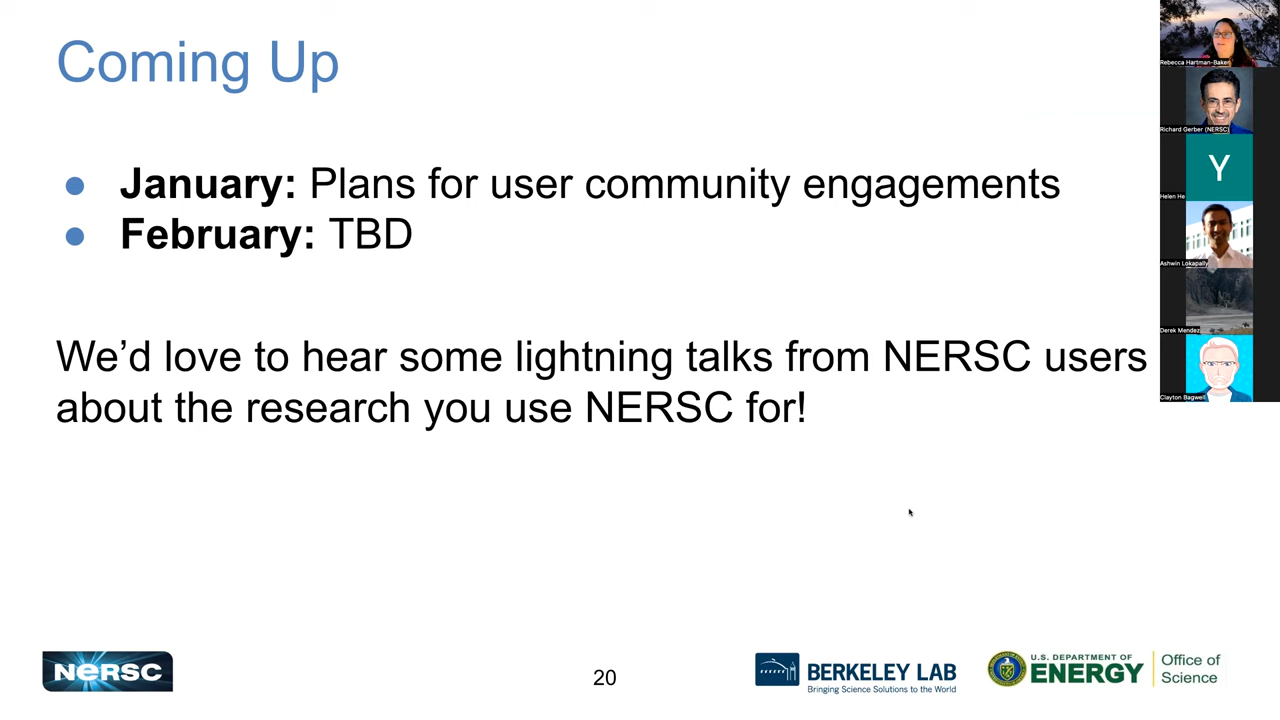 Coming Up
● January: Plans for user community engagements
● February: TBD
We’d love to hear some lightning talks from NERSC users
about the research you use NERSC for!
Rebecca Hartman-Baker
Richard Gerber (NERSC)
Y
Helen He
Ashwin Lokapally
Derek Mendez
Clayton Bagwell
NERSC
20
BERKELEY LAB
Bringing Science Solutions to the World
U.S. DEPARTMENT OF
ENERGY
Office of
Science